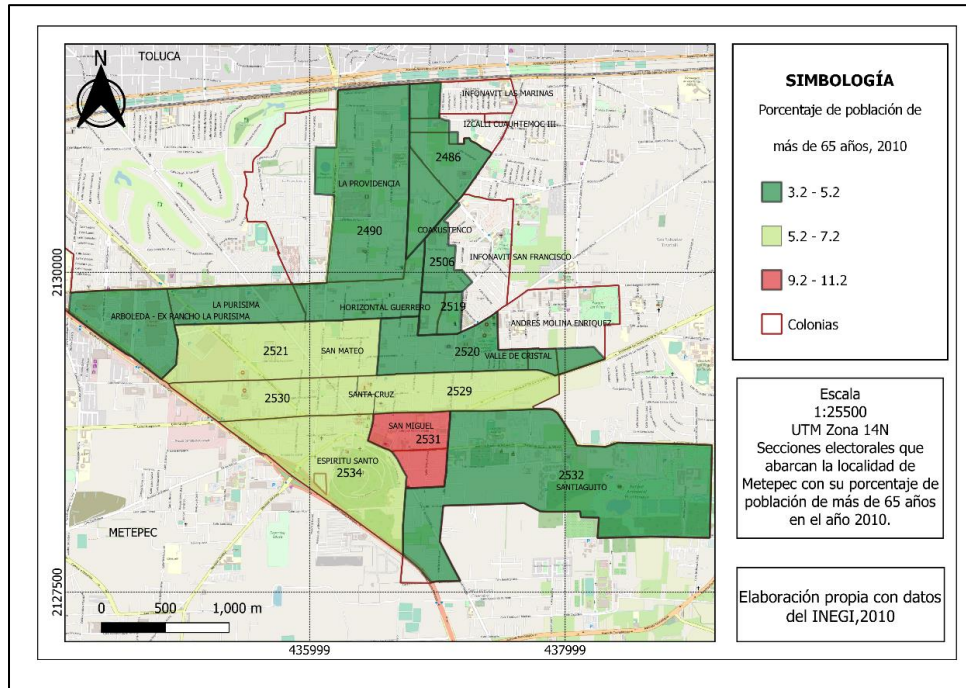 TOLUCA
N
INFONAVIT LAS MARINAS
IZCALLI CUAUHTEMOC III
2486
LA PROVIDENCIA
2490
COAXUSTENCO
2506
INFONAVIT SAN FRANCISCO
LA PURISIMA
HORIZONTAL GUERRERO
2519
ARBOLEDA - EX RANCHO LA PURISIMA
ANDRES MOLINA ENRIQUEZ
2521
SAN MATEO
2520
VALLE DE CRISTAL
2530
SANTA CRUZ
2529
SAN MIGUEL
2531
ESPIRITU SANTO
2534
2532
SANTIAGUITO
METEPEC
2130000
2127500
0 500 1,000 m
435999
437999
SIMBOLOGÍA
Porcentaje de población de
más de 65 años, 2010
3.2 - 5.2
5.2 - 7.2
9.2 - 11.2
Colonias
Escala
1:25500
UTM Zona 14N
Secciones electorales que
abarcan la localidad de
Metepec con su porcentaje de
población de más de 65 años
en el año 2010.
Elaboración propia con datos
del INEGI,2010